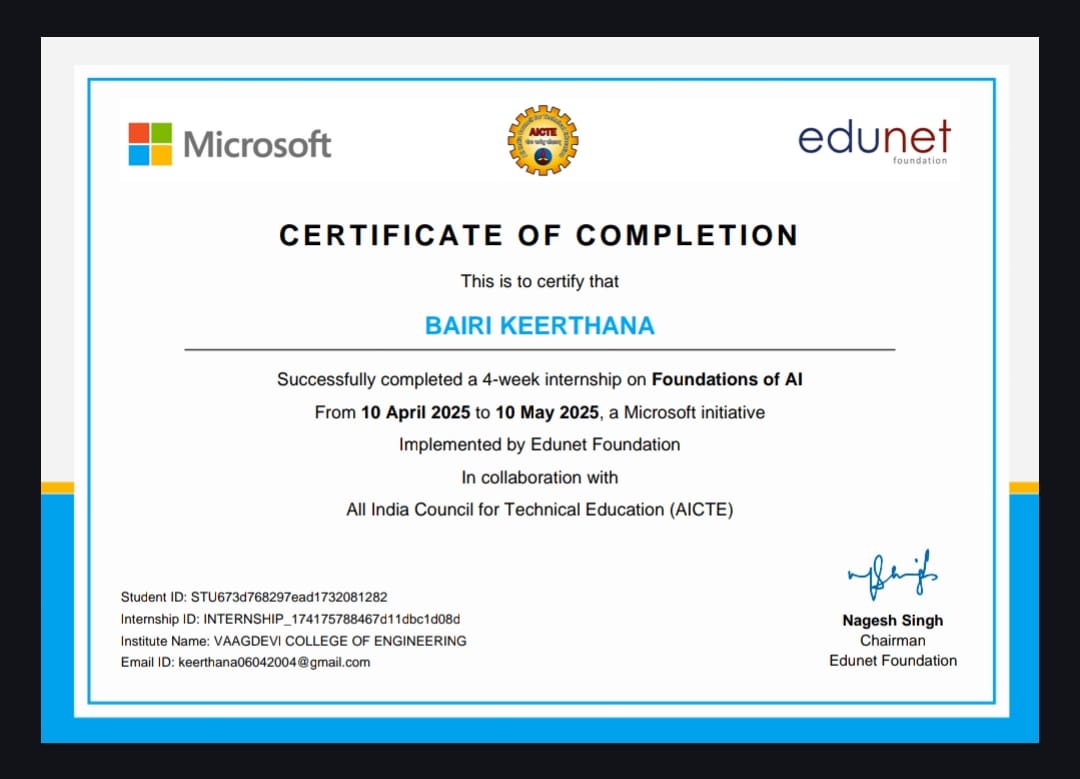 Microsoft
AICTE
edunet
foundation
CERTIFICATE OF COMPLETION
This is to certify that
BAIRI KEERTHANA
Successfully completed a 4-week internship on Foundations of AI
From 10 April 2025 to 10 May 2025, a Microsoft initiative
Implemented by Edunet Foundation
In collaboration with
All India Council for Technical Education (AICTE)
Student ID: STU673d768297ead1732081282
Internship ID: INTERNSHIP_174175788467d11dbc1d08d
Institute Name: VAAGDEVI COLLEGE OF ENGINEERING
Email ID: keerthana06042004@gmail.com
Nagesh Singh
Chairman
Edunet Foundation